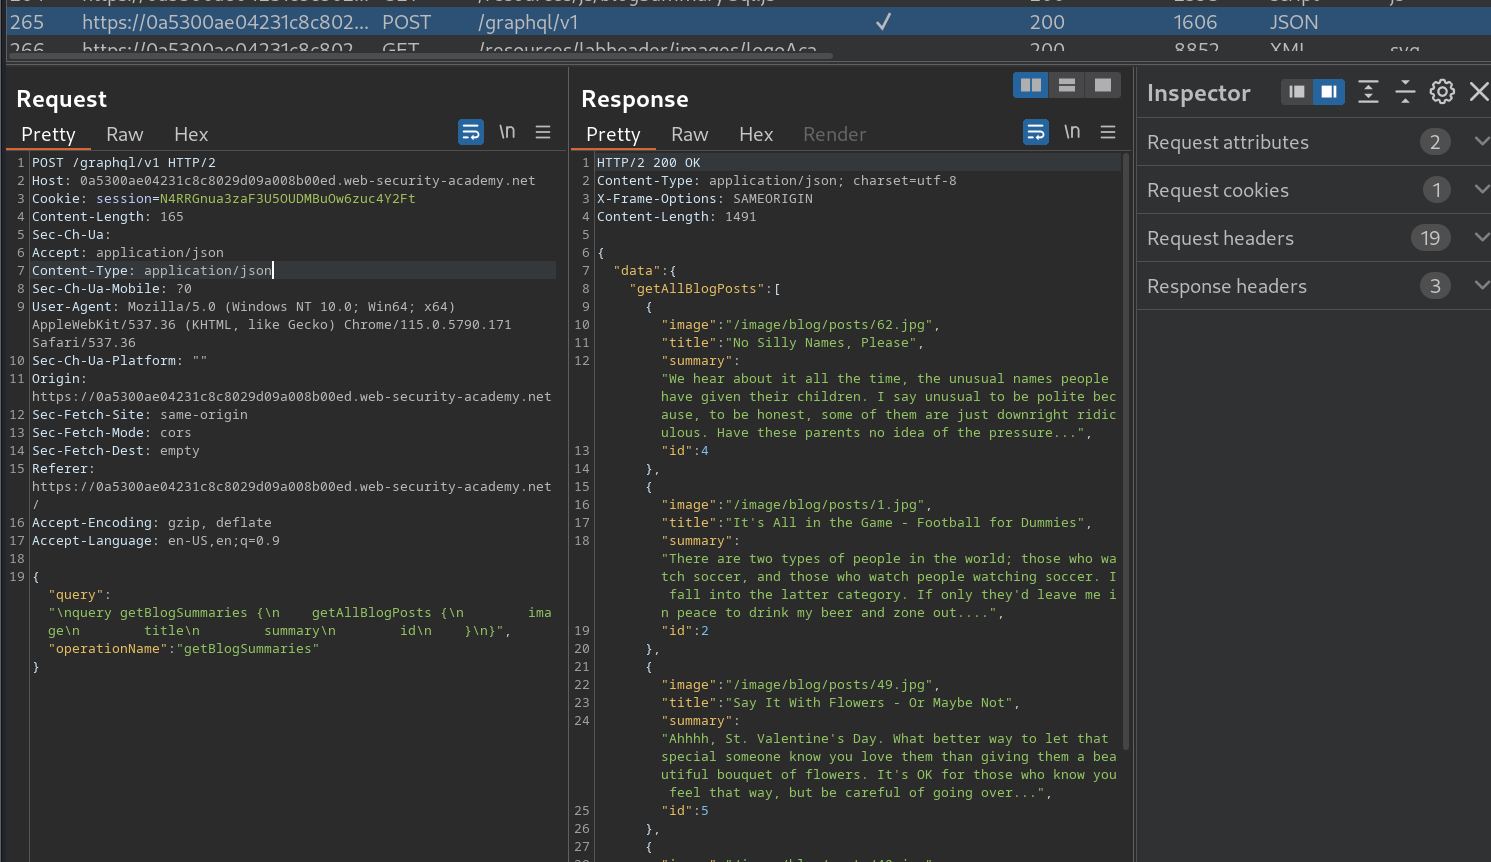 265 https://0a5300ae04231c8c802... POST /graphql/v1 ✓ 200 1606 JSON
266 https://0a5300ae04231c8c802 GET /resources/labheader/images/logoAca 200 8852 XML svg
Request
Pretty Raw Hex \n
1 POST /graphql/v1 HTTP/2
2 Host: 0a5300ae04231c8c8029d09a008b00ed.web-security-academy.net
3 Cookie: session=N4RRGnua3zaF3U5OUDMBuOw6zuc4Y2Ft
4 Content-Length: 165
5 Sec-Ch-Ua:
6 Accept: application/json
7 Content-Type: application/json
8 Sec-Ch-Ua-Mobile: ?0
9 User-Agent: Mozilla/5.0 (Windows NT 10.0; Win64; x64)
AppleWebKit/537.36 (KHTML, like Gecko) Chrome/115.0.5790.171
Safari/537.36
10 Sec-Ch-Ua-Platform: ""
11 Origin:
https://0a5300ae04231c8c8029d09a008b00ed.web-security-academy.net
12 Sec-Fetch-Site: same-origin
13 Sec-Fetch-Mode: cors
14 Sec-Fetch-Dest: empty
15 Referer:
https://0a5300ae04231c8c8029d09a008b00ed.web-security-academy.net
/
16 Accept-Encoding: gzip, deflate
17 Accept-Language: en-US,en;q=0.9
18
19 {
"query":
"\nquery getBlogSummaries {\n    getAllBlogPosts {\n        ima
ge\n        title\n        summary\n        id\n    }\n}",
"operationName":"getBlogSummaries"
}
Response
Pretty Raw Hex Render \n
1 HTTP/2 200 OK
2 Content-Type: application/json; charset=utf-8
3 X-Frame-Options: SAMEORIGIN
4 Content-Length: 1491
5
6 {
7 "data":{
8 "getAllBlogPosts":[
9 {
10 "image":"/image/blog/posts/62.jpg",
11 "title":"No Silly Names, Please",
12 "summary":
"We hear about it all the time, the unusual names people
have given their children. I say unusual to be polite bec
ause, to be honest, some of them are just downright ridic
ulous. Have these parents no idea of the pressure...",
13 "id":4
14 },
15 {
16 "image":"/image/blog/posts/1.jpg",
17 "title":"It's All in the Game - Football for Dummies",
18 "summary":
"There are two types of people in the world; those who wa
tch soccer, and those who watch people watching soccer. I
fall into the latter category. If only they'd leave me i
n peace to drink my beer and zone out....",
19 "id":2
20 },
21 {
22 "image":"/image/blog/posts/49.jpg",
23 "title":"Say It With Flowers - Or Maybe Not",
24 "summary":
"Ahhhh, St. Valentine's Day. What better way to let that
special someone know you love them than giving them a bea
utiful bouquet of flowers. It's OK for those who know you
feel that way, but be careful of going over...",
25 "id":5
26 },
27 {
Inspector
Request attributes 2
Request cookies 1
Request headers 19
Response headers 3